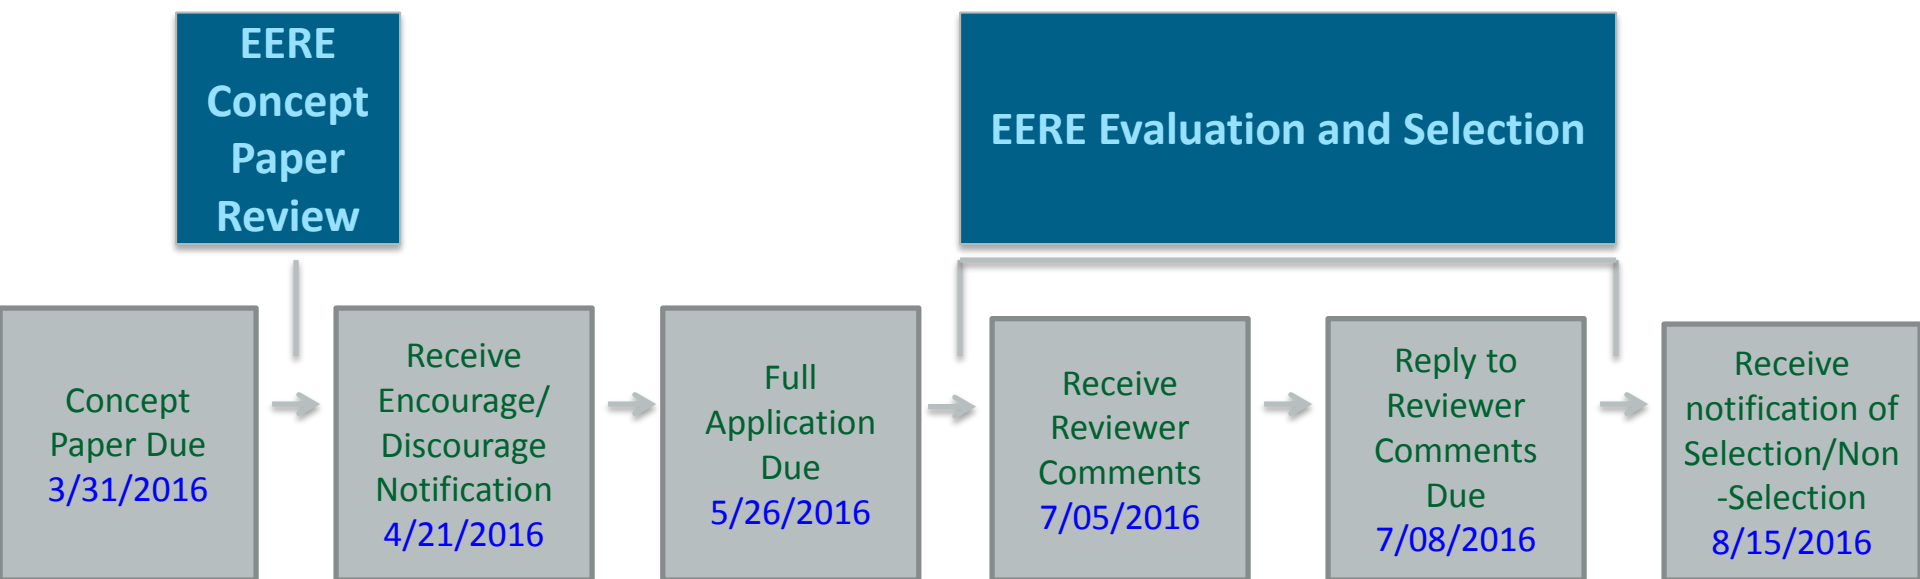 EERE
Concept
Paper
Review
EERE Evaluation and Selection
Concept
Paper Due
3/31/2016
Receive
Encourage/
Discourage
Notification
4/21/2016
Full
Application
Due
5/26/2016
Receive
Reviewer
Comments
7/05/2016
Reply to
Reviewer
Comments
Due
7/08/2016
Receive
notification of
Selection/Non
-Selection
8/15/2016